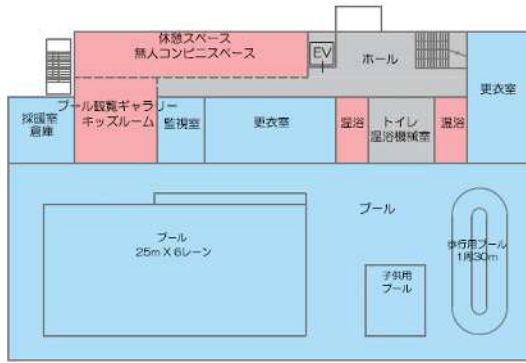 休憩スペース
無人コンビニスペース
EV
ホール
更衣室
プール観覧ギャラリー
キッズルーム
採暖室
倉庫
監視室
更衣室
温浴
トイレ
温浴機械室
温浴
プール
プール
25m X 6レーン
歩行用プール
1周30m
子供用
プール